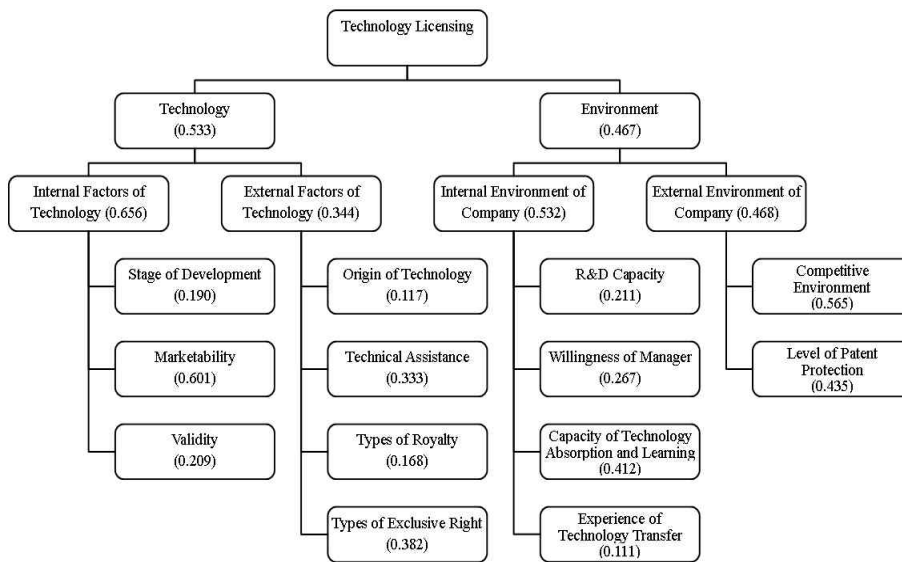 Technology Licensing
Technology
(0.533)
Environment
(0.467)
Internal Factors of
Technology (0.656)
External Factors of
Technology (0.344)
Internal Environment of
Company (0.532)
External Environment of
Company (0.468)
Stage of Development
(0.190)
Origin of Technology
(0.117)
R&D Capacity
(0.211)
Competitive
Environment
(0.565)
Marketability
(0.601)
Technical Assistance
(0.333)
Willingness of Manager
(0.267)
Level of Patent
Protection
(0.435)
Validity
(0.209)
Types of Royalty
(0.168)
Capacity of Technology
Absorption and Learning
(0.412)
Types of Exclusive Right
(0.382)
Experience of
Technology Transfer
(0.111)